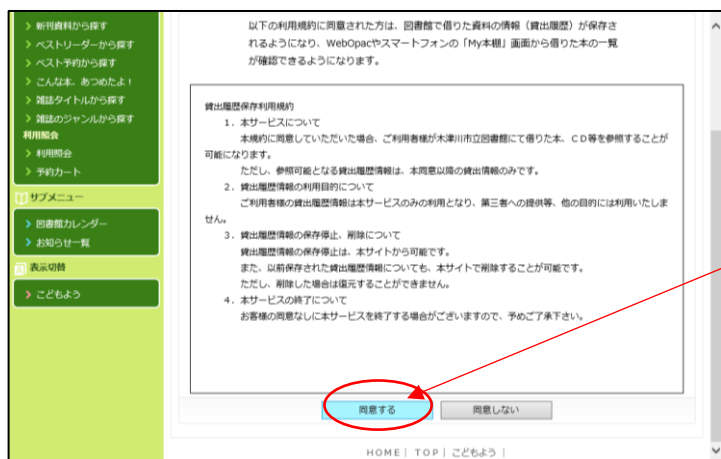 > 新刊資料から探す
> ベストリーダーから探す
> ベスト予約から探す
> こんな本、あつめたよ！
> 雑誌タイトルから探す
> 雑誌のジャンルから探す
利用照会
> 利用照会
> 予約カート
サブメニュー
> 図書館カレンダー
> お知らせ一覧
表示切替
> こどもよう
以下の利用規約に同意された方は、図書館で借りた資料の情報（貸出履歴）が保存さ
れるようになり、WebOpacやスマートフォンの「My本棚」画面から借りた本の一覧
が確認できるようになります。
貸出履歴保存利用規約
1．本サービスについて
本規約に同意していただいた場合、ご利用者様が木津川市立図書館にて借りた本、ＣＤ等を参照することが
可能になります。
ただし、参照可能となる貸出履歴情報は、本同意以降の貸出情報のみです。
2．貸出履歴情報の利用目的について
ご利用者様の貸出履歴情報は本サービスのみの利用となり、第三者への提供等、他の目的には利用いたしま
せん。
3．貸出履歴情報の保存停止、削除について
貸出履歴情報の保存停止は、本サイトから可能です。
また、以前保存された貸出履歴情報についても、本サイトで削除することが可能です。
ただし、削除した場合は復元することができません。
4．本サービスの終了について
お客様の同意なしに本サービスを終了する場合がございますので、予めご了承下さい。
同意する 同意しない
HOME| TOP| こどもよう |